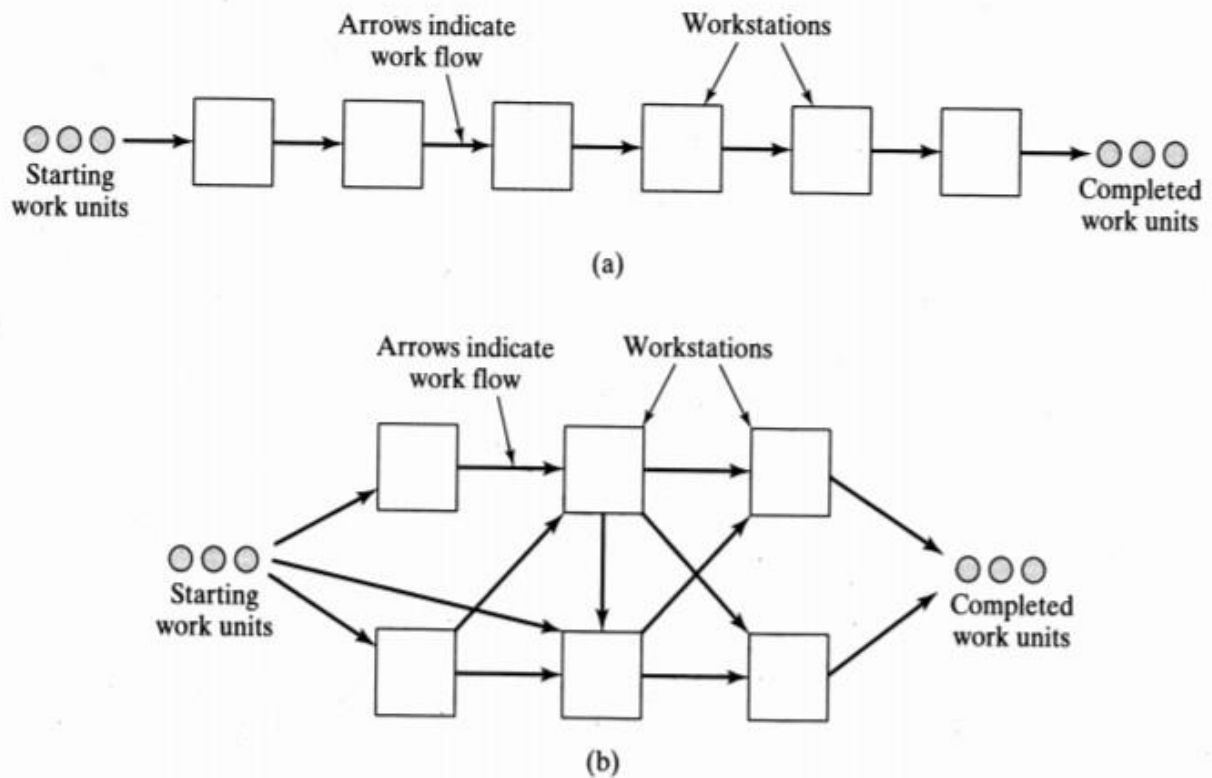 Arrows indicate
work flow
Workstations
Starting
work units
Completed
work units
(a)
Arrows indicate
work flow
Workstations
Starting
work units
Completed
work units
(b)